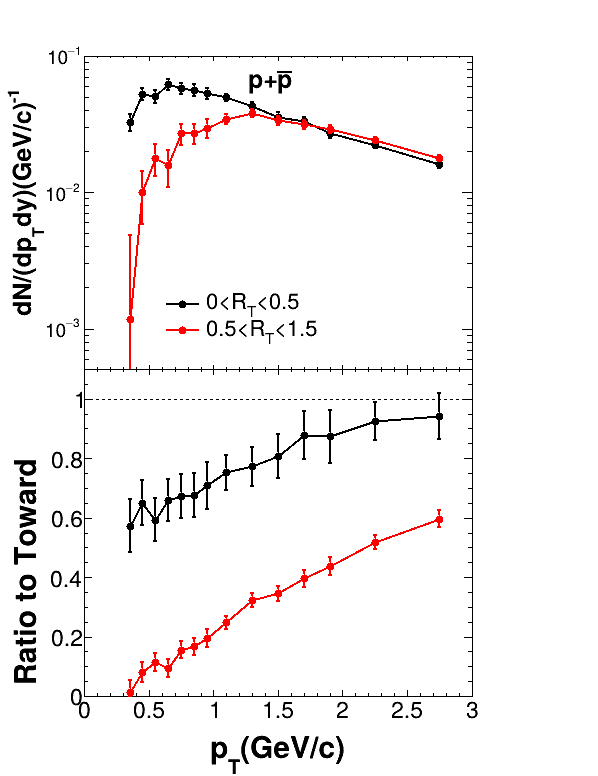 10⁻¹
p+p̅
10⁻²
10⁻³
dN/(dp_T dy)(GeV/c)⁻¹
0<R_T<0.5
0.5<R_T<1.5
1
0.8
0.6
0.4
0.2
0
Ratio to Toward
0 0.5 1 1.5 2 2.5 3
p_T(GeV/c)